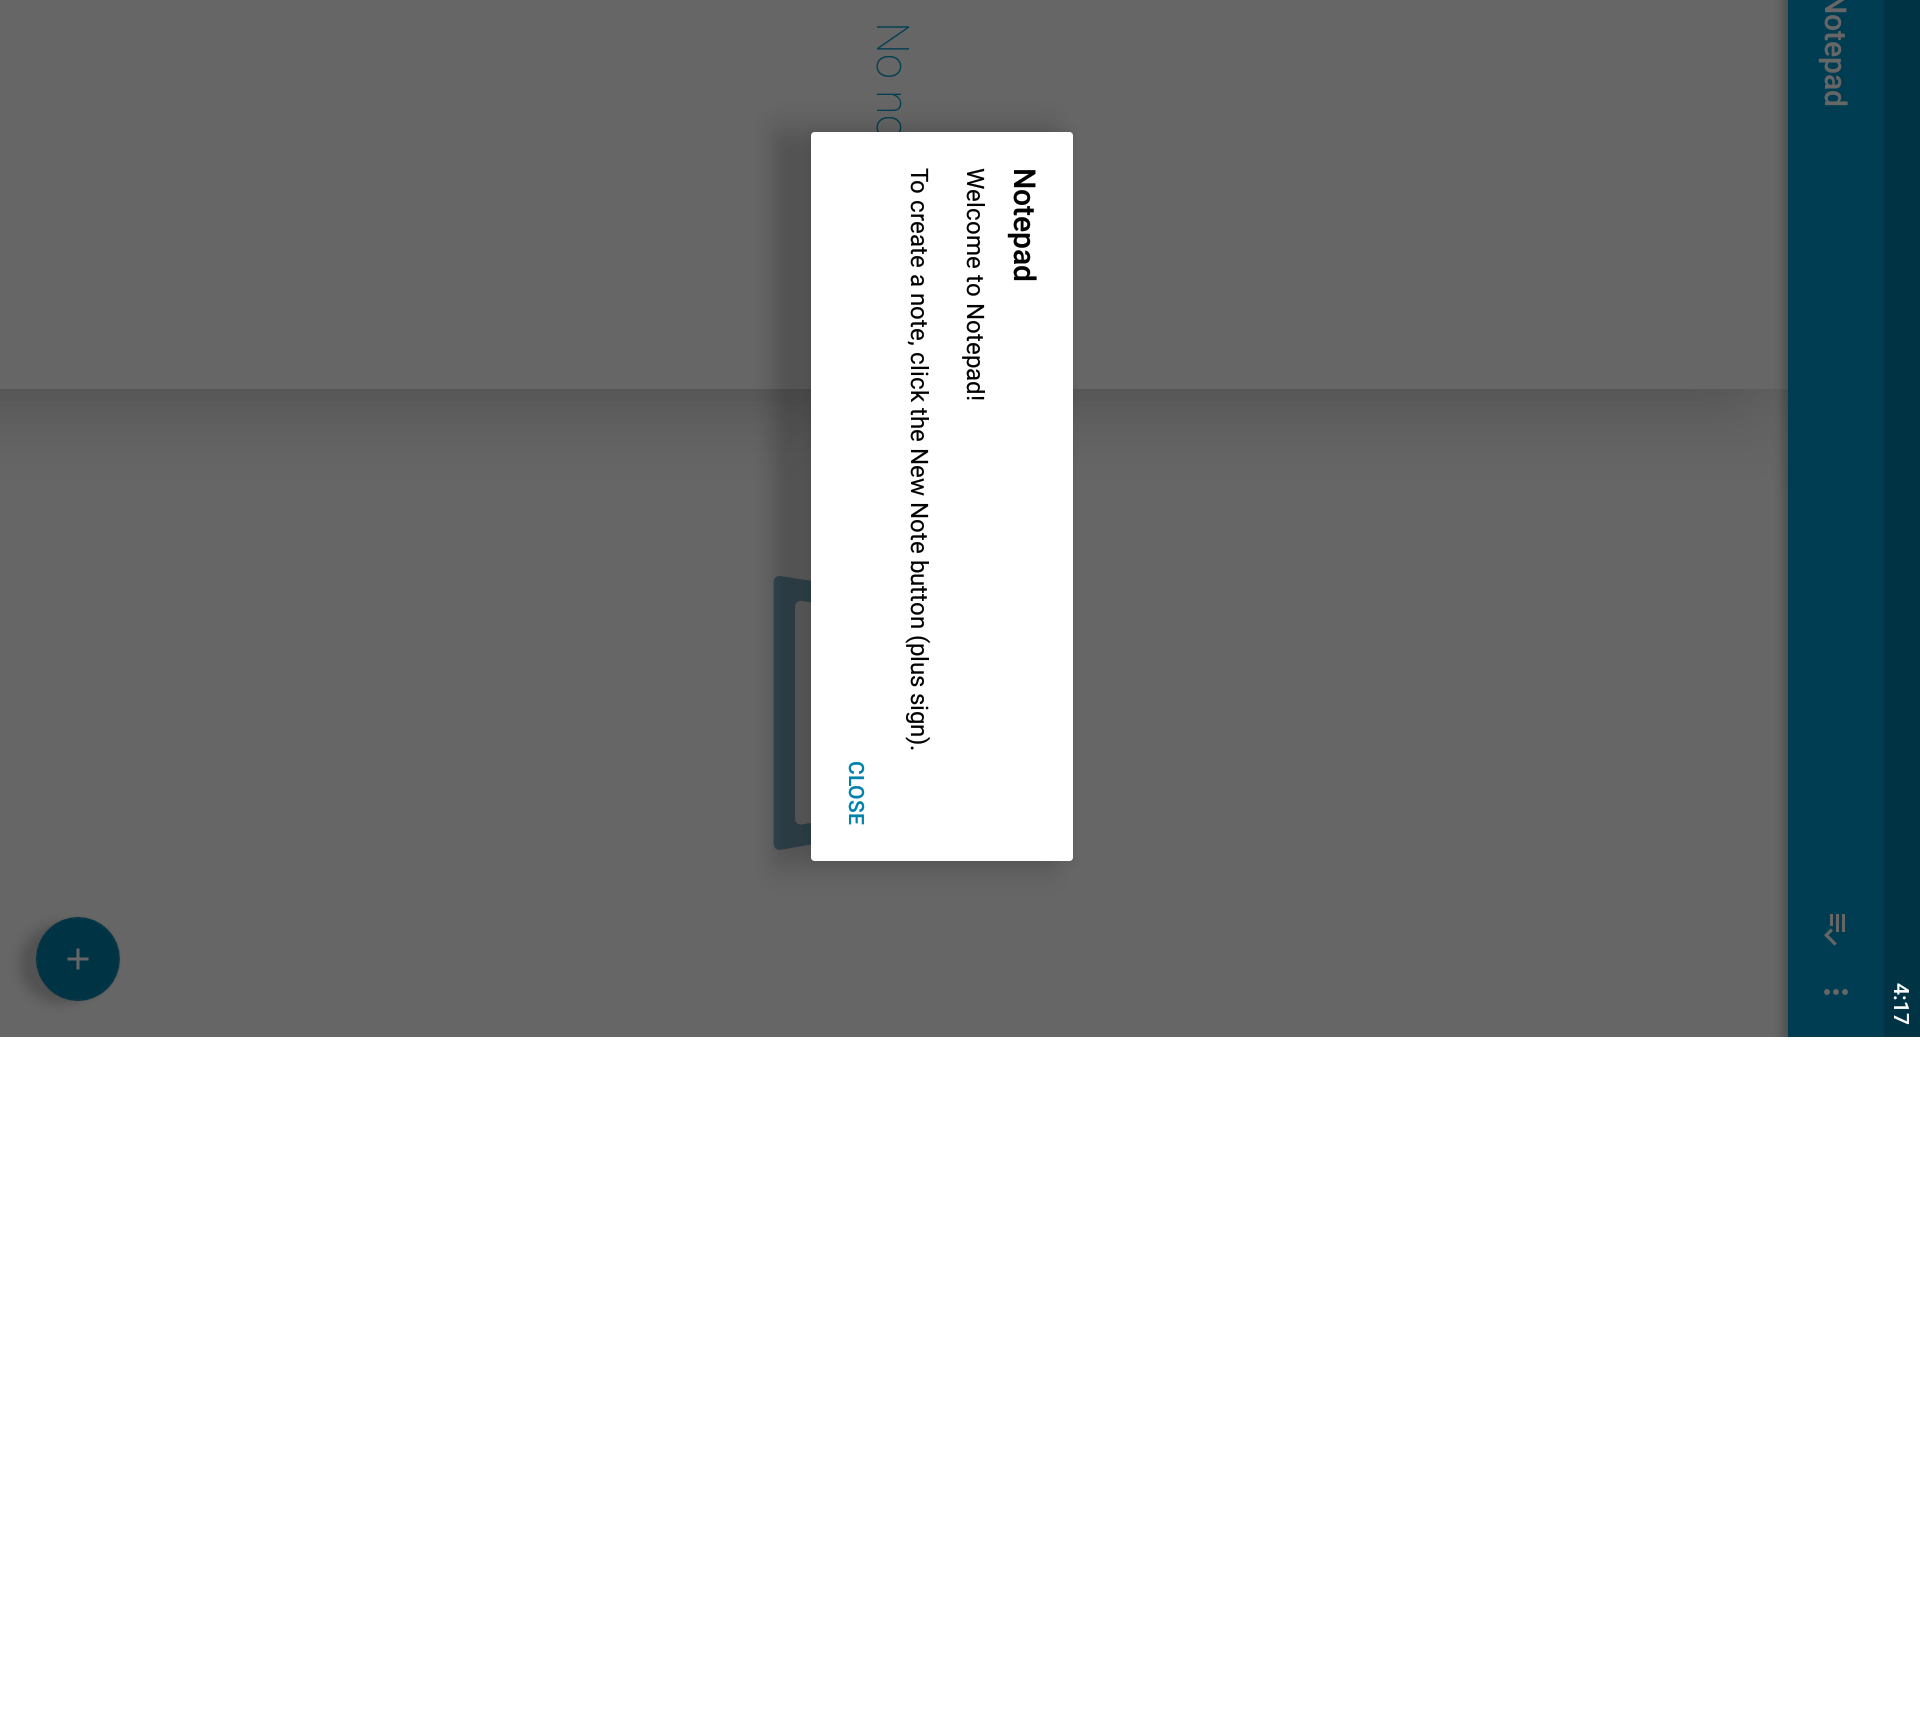 4:17
Notepad
No
Notepad
Welcome to Notepad!
To create a note, click the New Note button (plus sign).
CLOSE